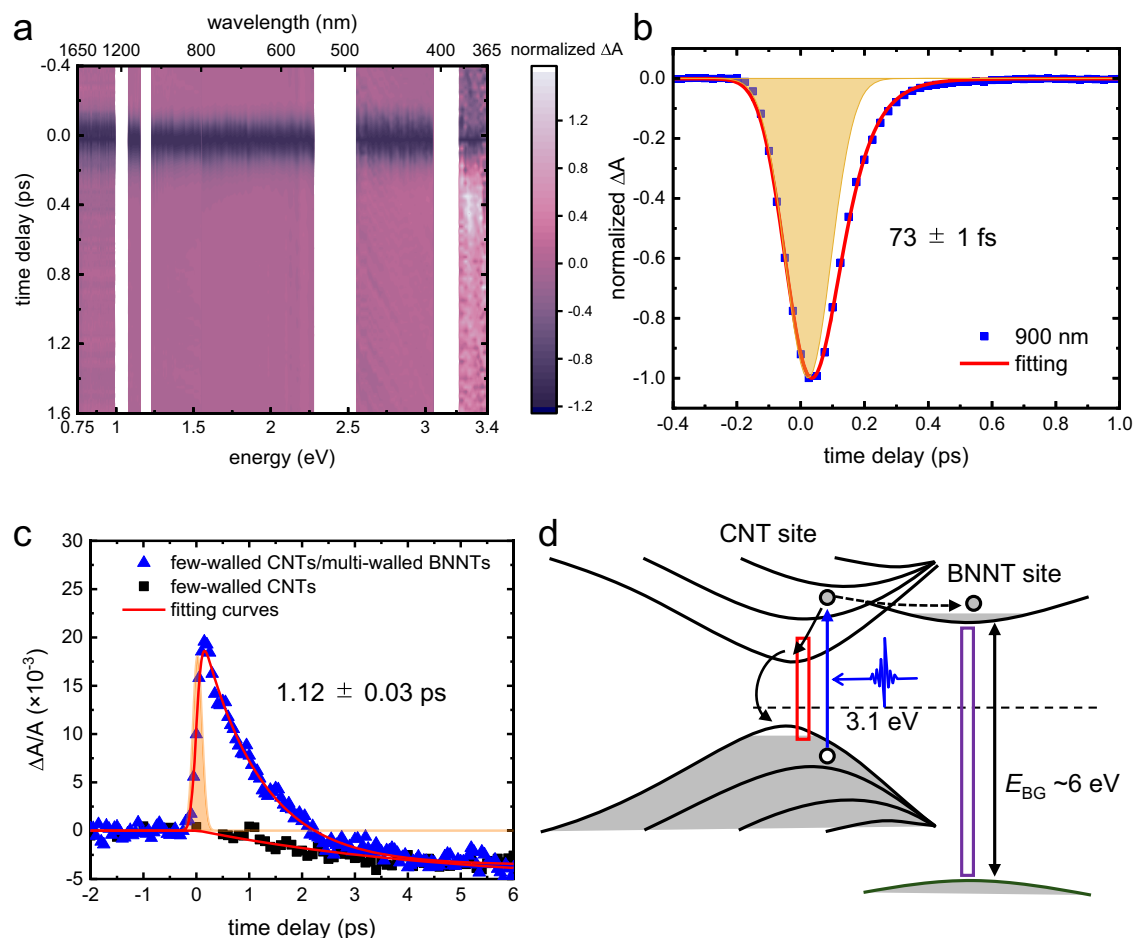 a
wavelength (nm)
1650 1200 800 600 500 400 365
normalized ΔA
-0.4
0.0
0.4
0.8
1.2
1.6
time delay (ps)
0.75 1 1.5 2 2.5 3 3.4
energy (eV)
1.2
0.8
0.4
0.0
-0.4
-0.8
-1.2
b
0.0
-0.2
-0.4
-0.6
-0.8
-1.0
normalized ΔA
73 ± 1 fs
900 nm
fitting
-0.4 -0.2 0.0 0.2 0.4 0.6 0.8 1.0
time delay (ps)
c
30
25
20
15
10
5
0
-5
ΔA/A (×10⁻³)
few-walled CNTs/multi-walled BNNTs
few-walled CNTs
fitting curves
1.12 ± 0.03 ps
-2 -1 0 1 2 3 4 5 6
time delay (ps)
d
CNT site
BNNT site
3.1 eV
E_BG ~6 eV